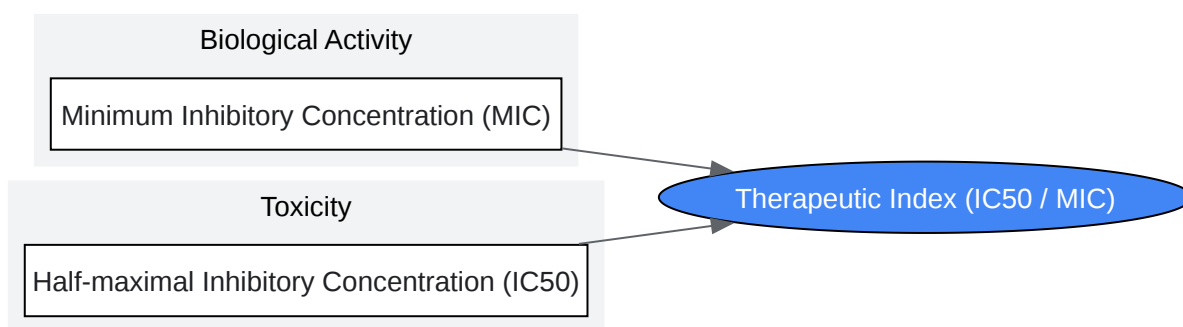 Biological Activity
Minimum Inhibitory Concentration (MIC)
Therapeutic Index (IC50 / MIC)
Toxicity
Half-maximal Inhibitory Concentration (IC50)